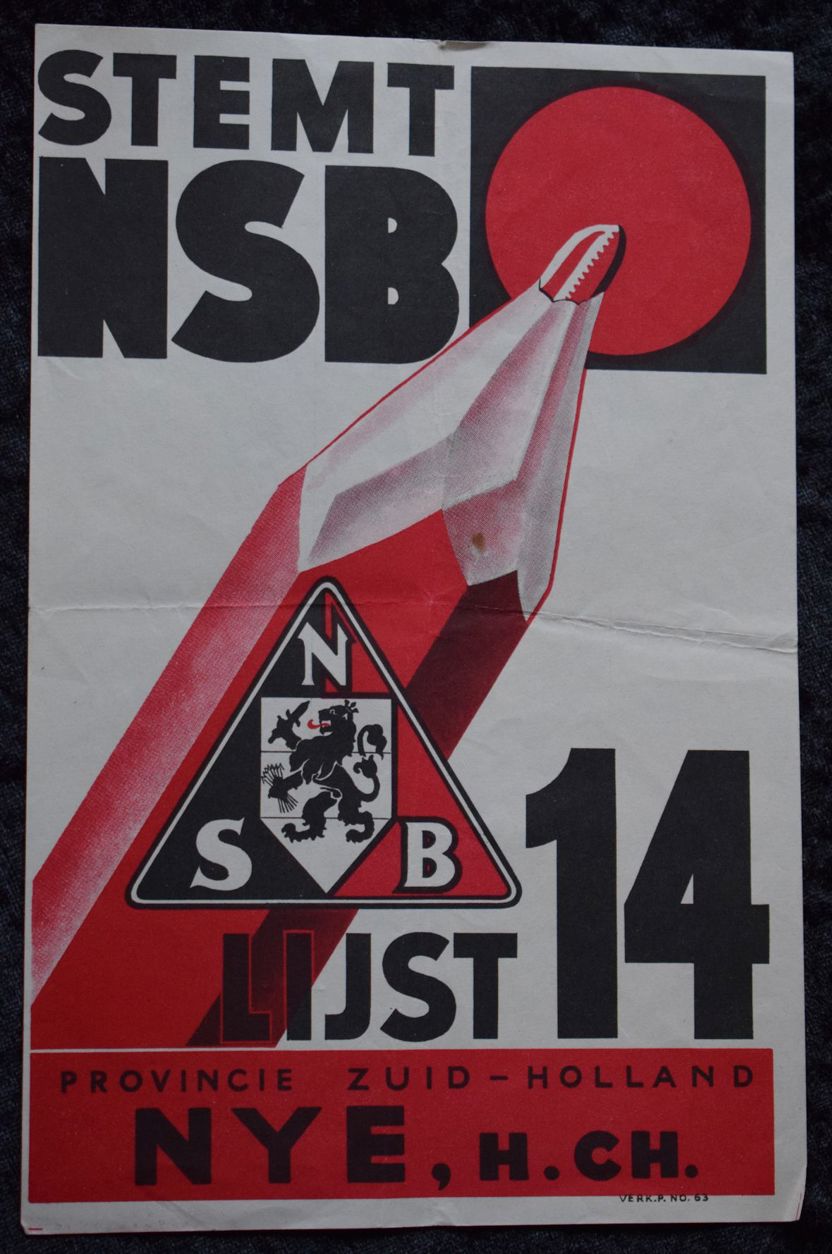 STEMT
NSB
N
S B
LIJST 14
PROVINCIE ZUID-HOLLAND
NYE, H. CH.
VERK.P. NO. 63